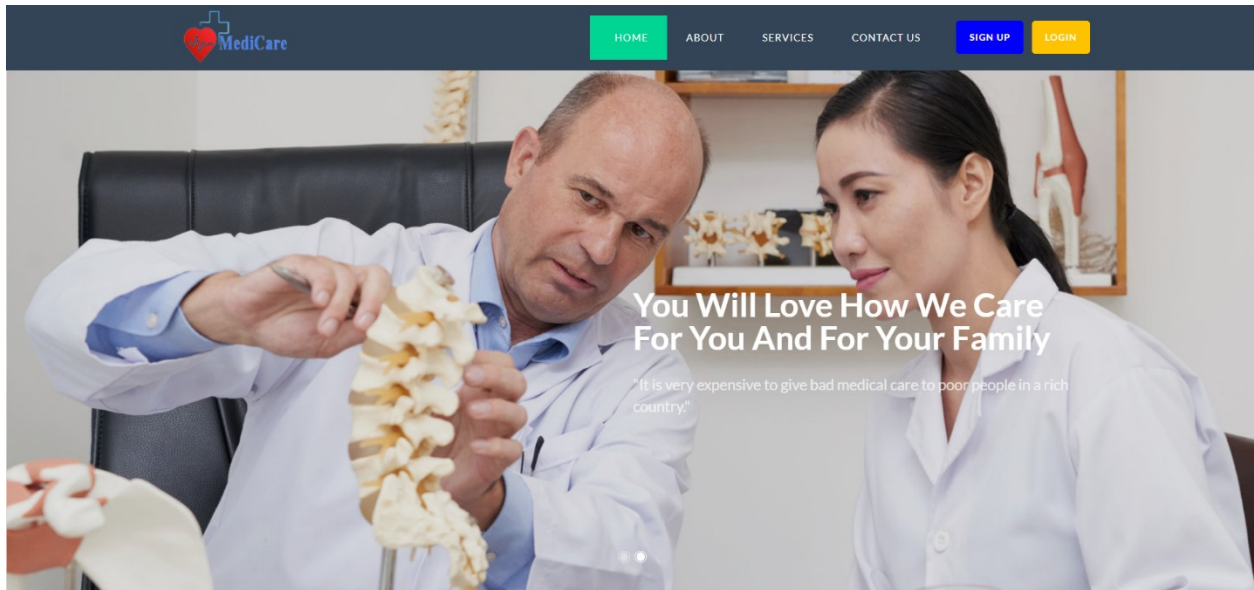 MediCare
HOME ABOUT SERVICES CONTACT US SIGN UP LOGIN
You Will Love How We Care
For You And For Your Family
"It is very expensive to give bad medical care to poor people in a rich
country."